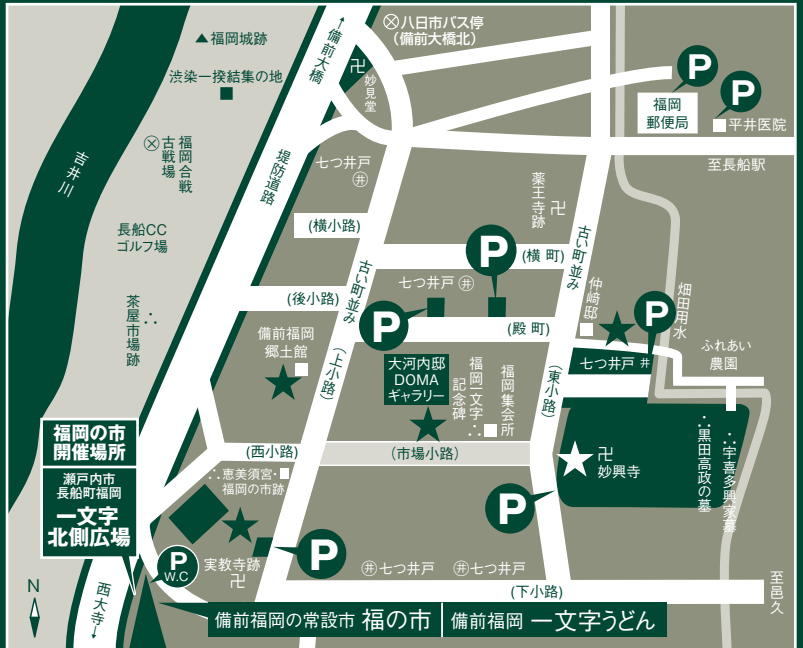 ▲福岡城跡
渋染一揆結集の地
↑備前大橋
八日市バス停
(備前大橋北)
卍
妙見堂
P
P
福岡
郵便局
平井医院
至長船駅
吉井川
福岡合戦
古戦場
堤防道路
七つ井戸
井
薬王寺跡
卍
長船CC
ゴルフ場
(横小路)
古い町並み
P
(横 町)
古い町並み
七つ井戸 井
仲﨑邸
畑田用水
茶屋市場跡
∴
(後小路)
P
(殿 町)
P
ふれあい
農園
備前福岡
郷土館
(上小路)
大河内邸
DOMA
ギャラリー
福岡一文字
記念碑
∴
福岡集会所
(東小路)
七つ井戸 井
∴黒田高政の墓
∴宇喜多興家墓
福岡の市
開催場所
瀬戸内市
長船町福岡
一文字
北側広場
(西小路)
(市場小路)
卍
妙興寺
∴恵美須宮・
福岡の市跡
P
P
W.C
実教寺跡
卍
P
井七つ井戸
井七つ井戸
(下小路)
至邑久
N
西大寺→
備前福岡の常設市 福の市
備前福岡 一文字うどん